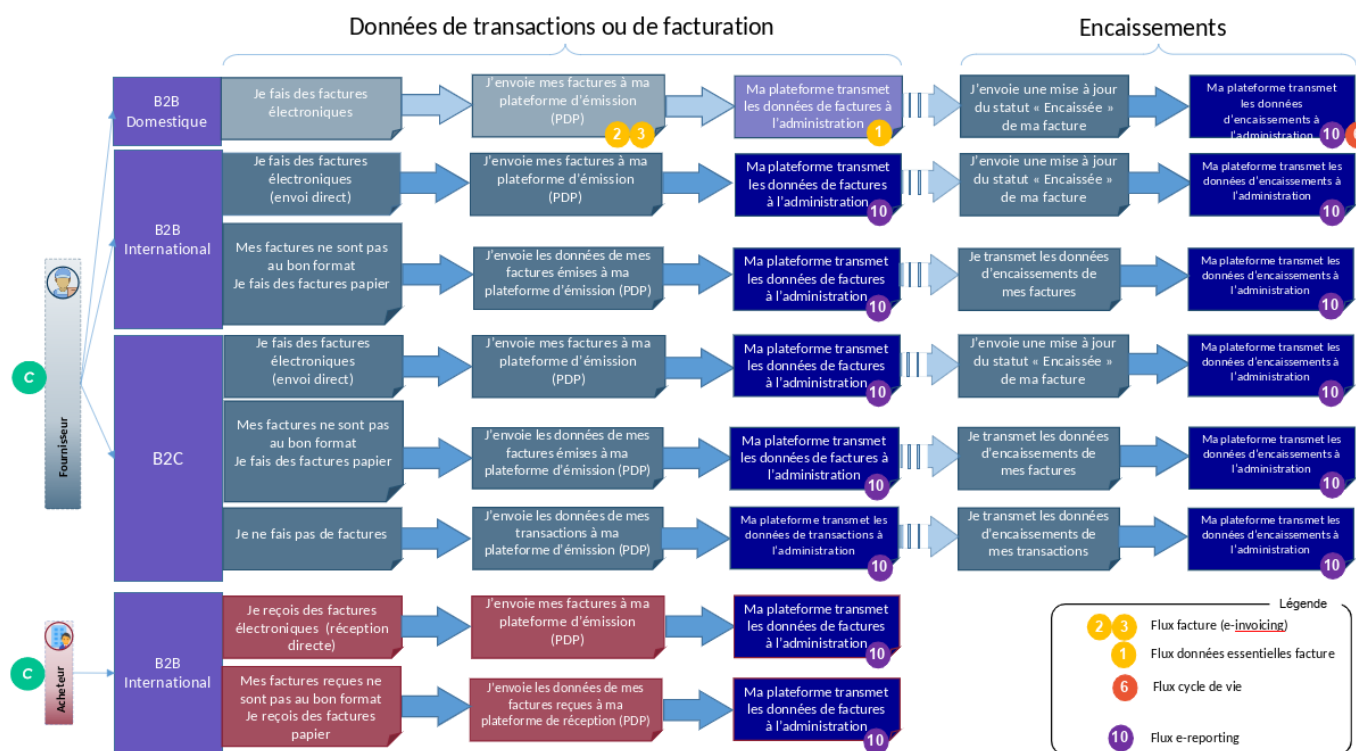 Données de transactions ou de facturation
Encaissements
B2B
Domestique
Je fais des factures
électroniques
J'envoie mes factures à ma
plateforme d'émission
(PDP)
2 3
Ma plateforme transmet
les données de factures à
l'administration
1
J'envoie une mise à jour
du statut « Encaissée »
de ma facture
Ma plateforme transmet
les données
d'encaissements à
l'administration
10
6
B2B
International
Je fais des factures
électroniques
(envoi direct)
J'envoie mes factures à ma
plateforme d'émission
(PDP)
Ma plateforme transmet
les données de factures
à l'administration
10
J'envoie une mise à jour
du statut « Encaissée »
de ma facture
Ma plateforme transmet les
données d'encaissements à
l'administration
10
Mes factures ne sont pas
au bon format
Je fais des factures papier
J'envoie les données de mes
factures émises à ma
plateforme d'émission (PDP)
Ma plateforme transmet
les données de factures
à l'administration
10
Je transmet les données
d'encaissements de
mes factures
Ma plateforme transmet les
données d'encaissements à
l'administration
10
C
Fournisseur
B2C
Je fais des factures
électroniques
(envoi direct)
J'envoie mes factures à ma
plateforme d'émission
(PDP)
Ma plateforme transmet
les données de factures
à l'administration
10
J'envoie une mise à jour
du statut « Encaissée »
de ma facture
Ma plateforme transmet les
données d'encaissements à
l'administration
10
Mes factures ne sont pas
au bon format
Je fais des factures papier
J'envoie les données de mes
factures émises à ma
plateforme d'émission (PDP)
Ma plateforme transmet
les données de factures à
l'administration
10
Je transmet les données
d'encaissements de
mes factures
Ma plateforme transmet les
données d'encaissements à
l'administration
10
Je ne fais pas de factures
J'envoie les données de mes
transactions à ma
plateforme d'émission (PDP)
Ma plateforme transmet les
données de transactions à
l'administration
10
Je transmet les données
d'encaissements de
mes transactions
Ma plateforme transmet les
données d'encaissements à
l'administration
10
C
Acheteur
B2B
International
Je reçois des factures
électroniques (réception
directe)
J'envoie mes factures à ma
plateforme d'émission
(PDP)
Ma plateforme transmet
les données de factures
à l'administration
10
Mes factures reçues ne
sont pas au bon format
Je reçois des factures
papier
J'envoie les données de mes
factures reçues à ma
plateforme de réception (PDP)
Ma plateforme transmet
les données de factures
à l'administration
10
Légende
2 3 Flux facture (e-invoicing)
1 Flux données essentielles facture
6 Flux cycle de vie
10 Flux e-reporting